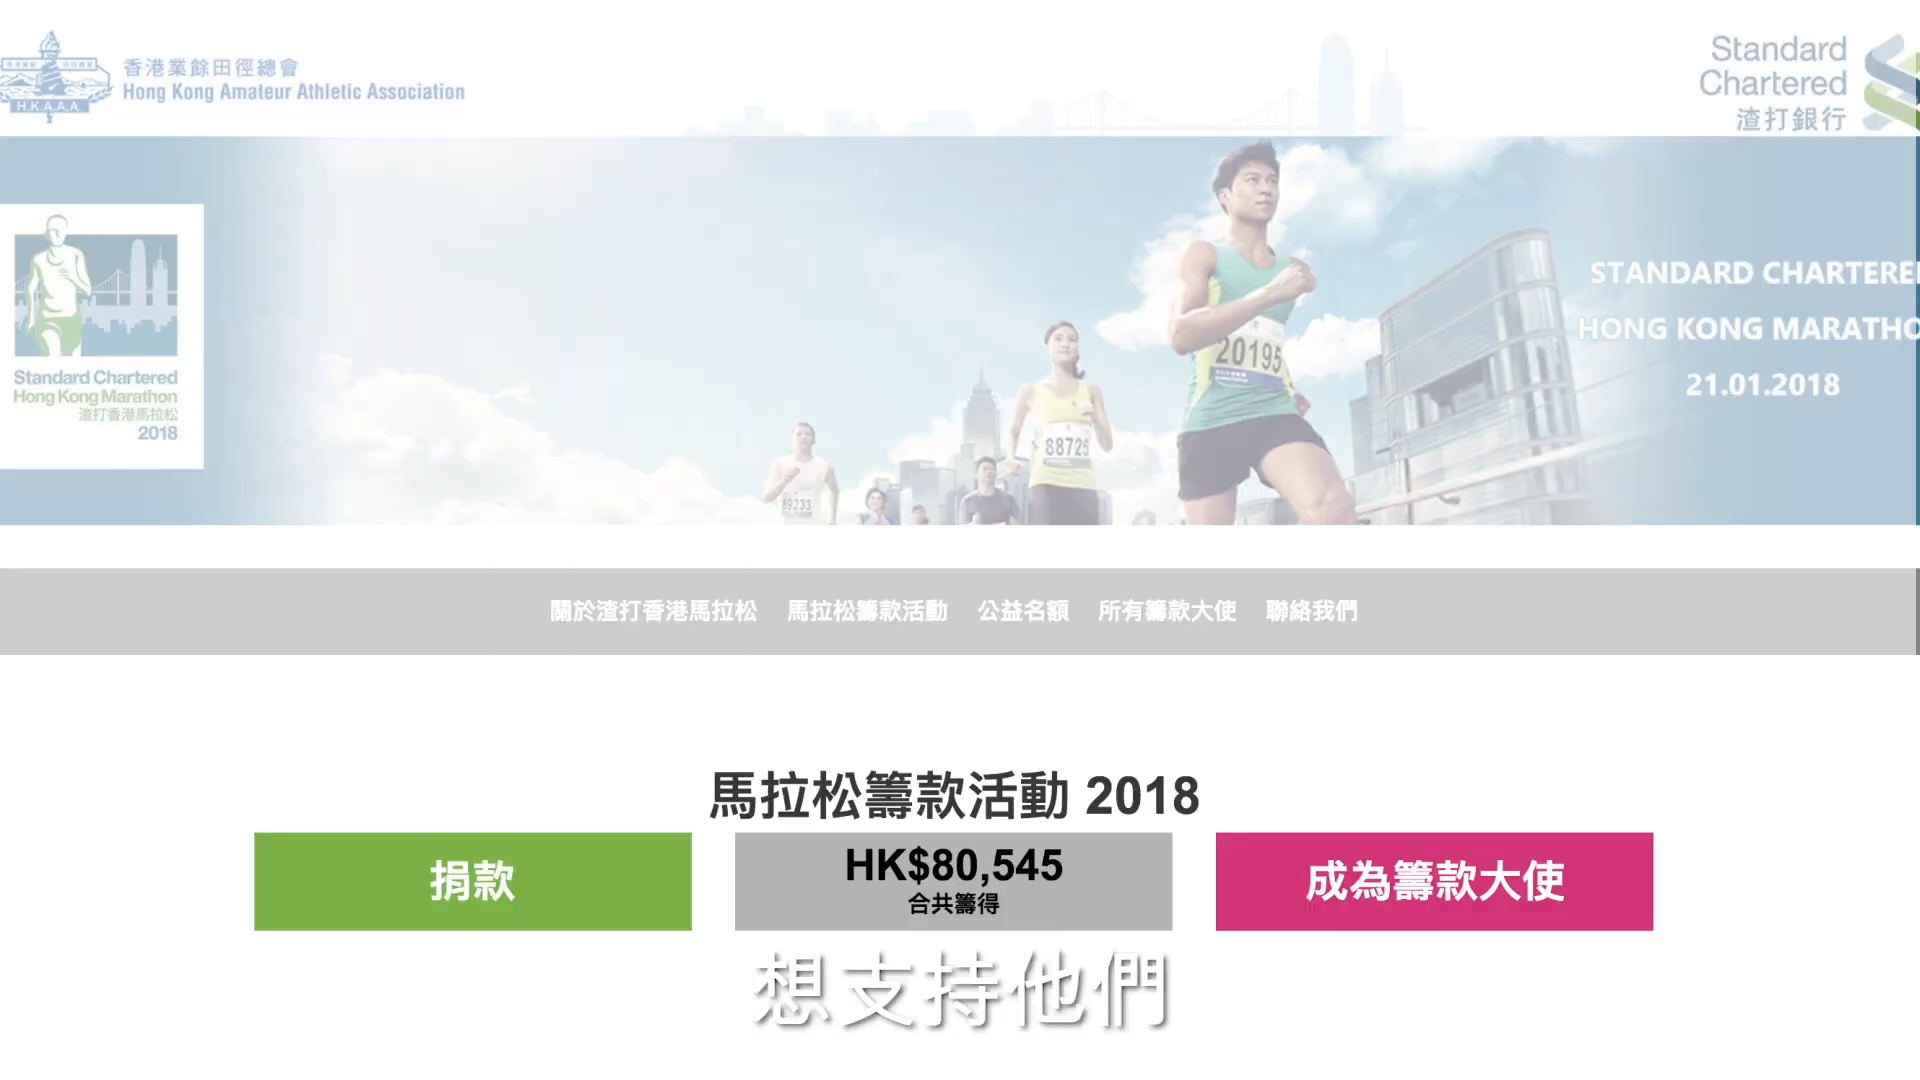 香港業餘田徑總會
Hong Kong Amateur Athletic Association
H.K.A.A.A.
Standard
Chartered
渣打銀行
20195
88725
89233
STANDARD CHARTERE
HONG KONG MARATHO
21.01.2018
Standard Chartered
Hong Kong Marathon
渣打香港馬拉松
2018
關於渣打香港馬拉松 馬拉松籌款活動 公益名額 所有籌款大使 聯絡我們
馬拉松籌款活動 2018
捐款
HK$80,545
合共籌得
成為籌款大使
想支持他們